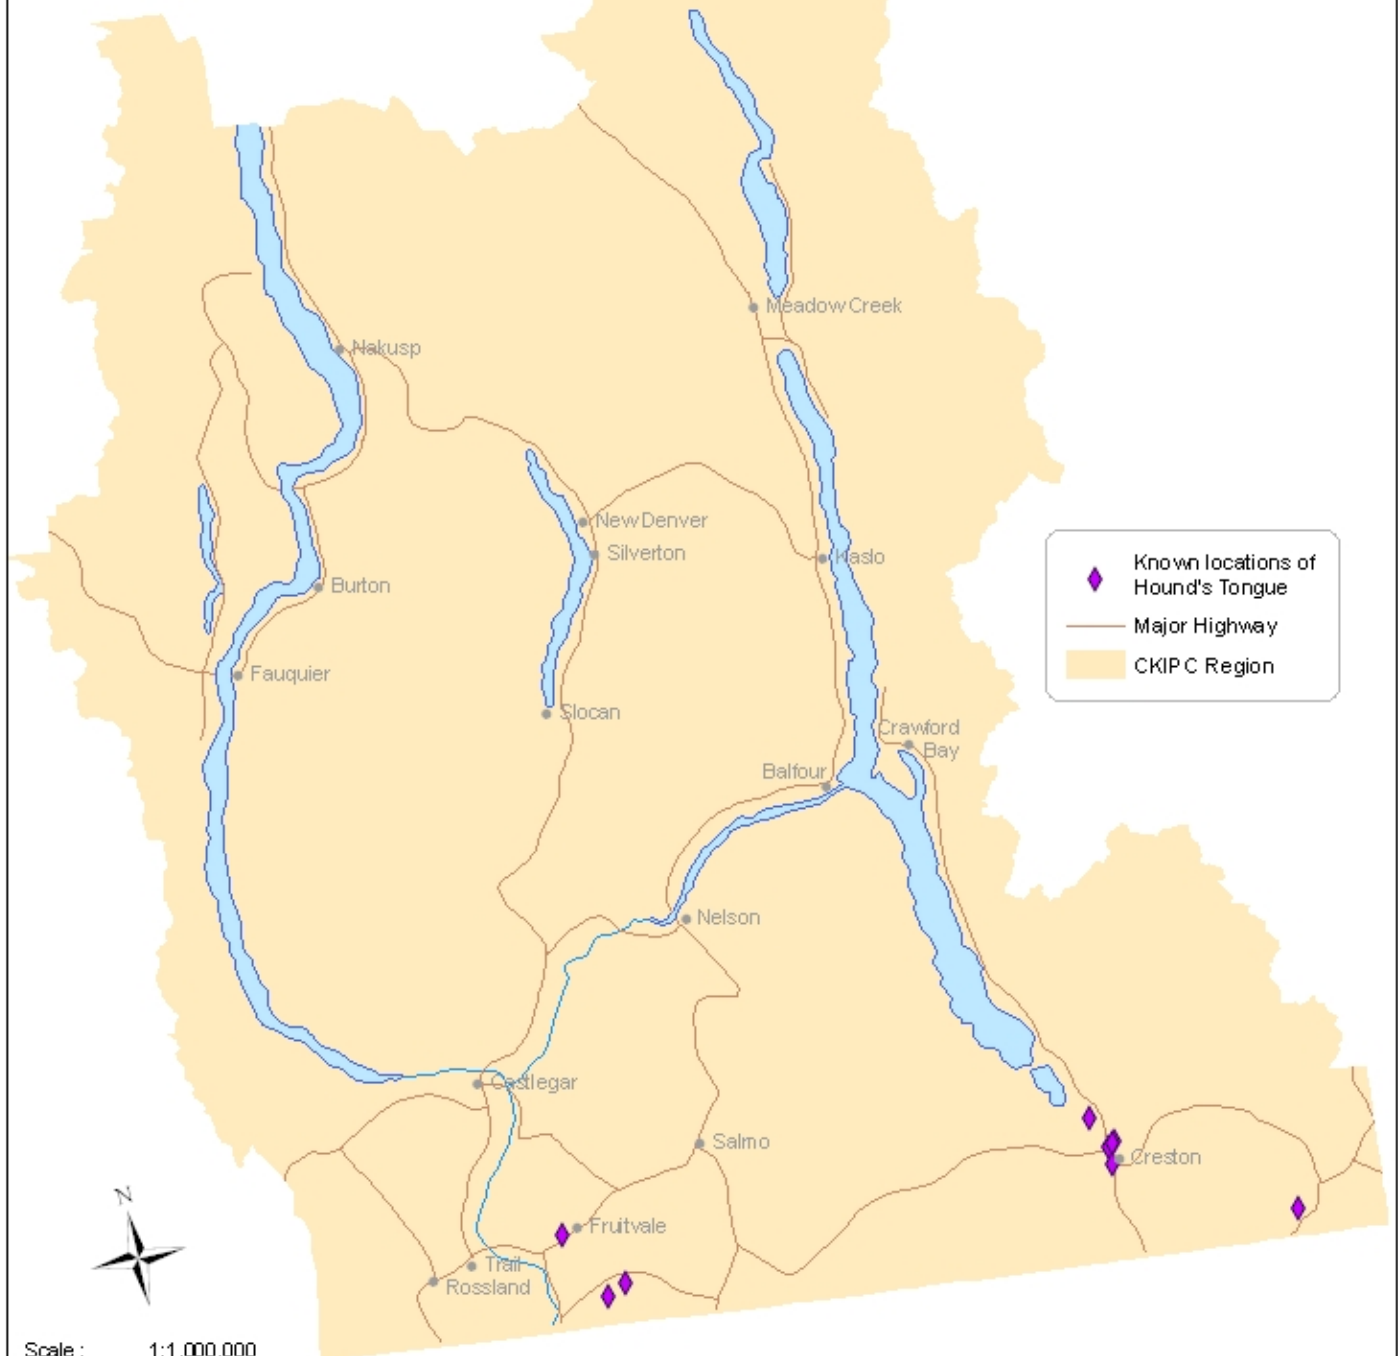 Meadow Creek
Nakusp
New Denver
Silverton
Kaslo
Known locations of
Hound's Tongue
Burton
Major Highway
Fauquier
CKIPC Region
Slocan
Crawford
Bay
Balfour
Nelson
Castlegar
Salmo
Creston
N
Fruitvale
Trail
Rossland
Scale : 1:1,000,000